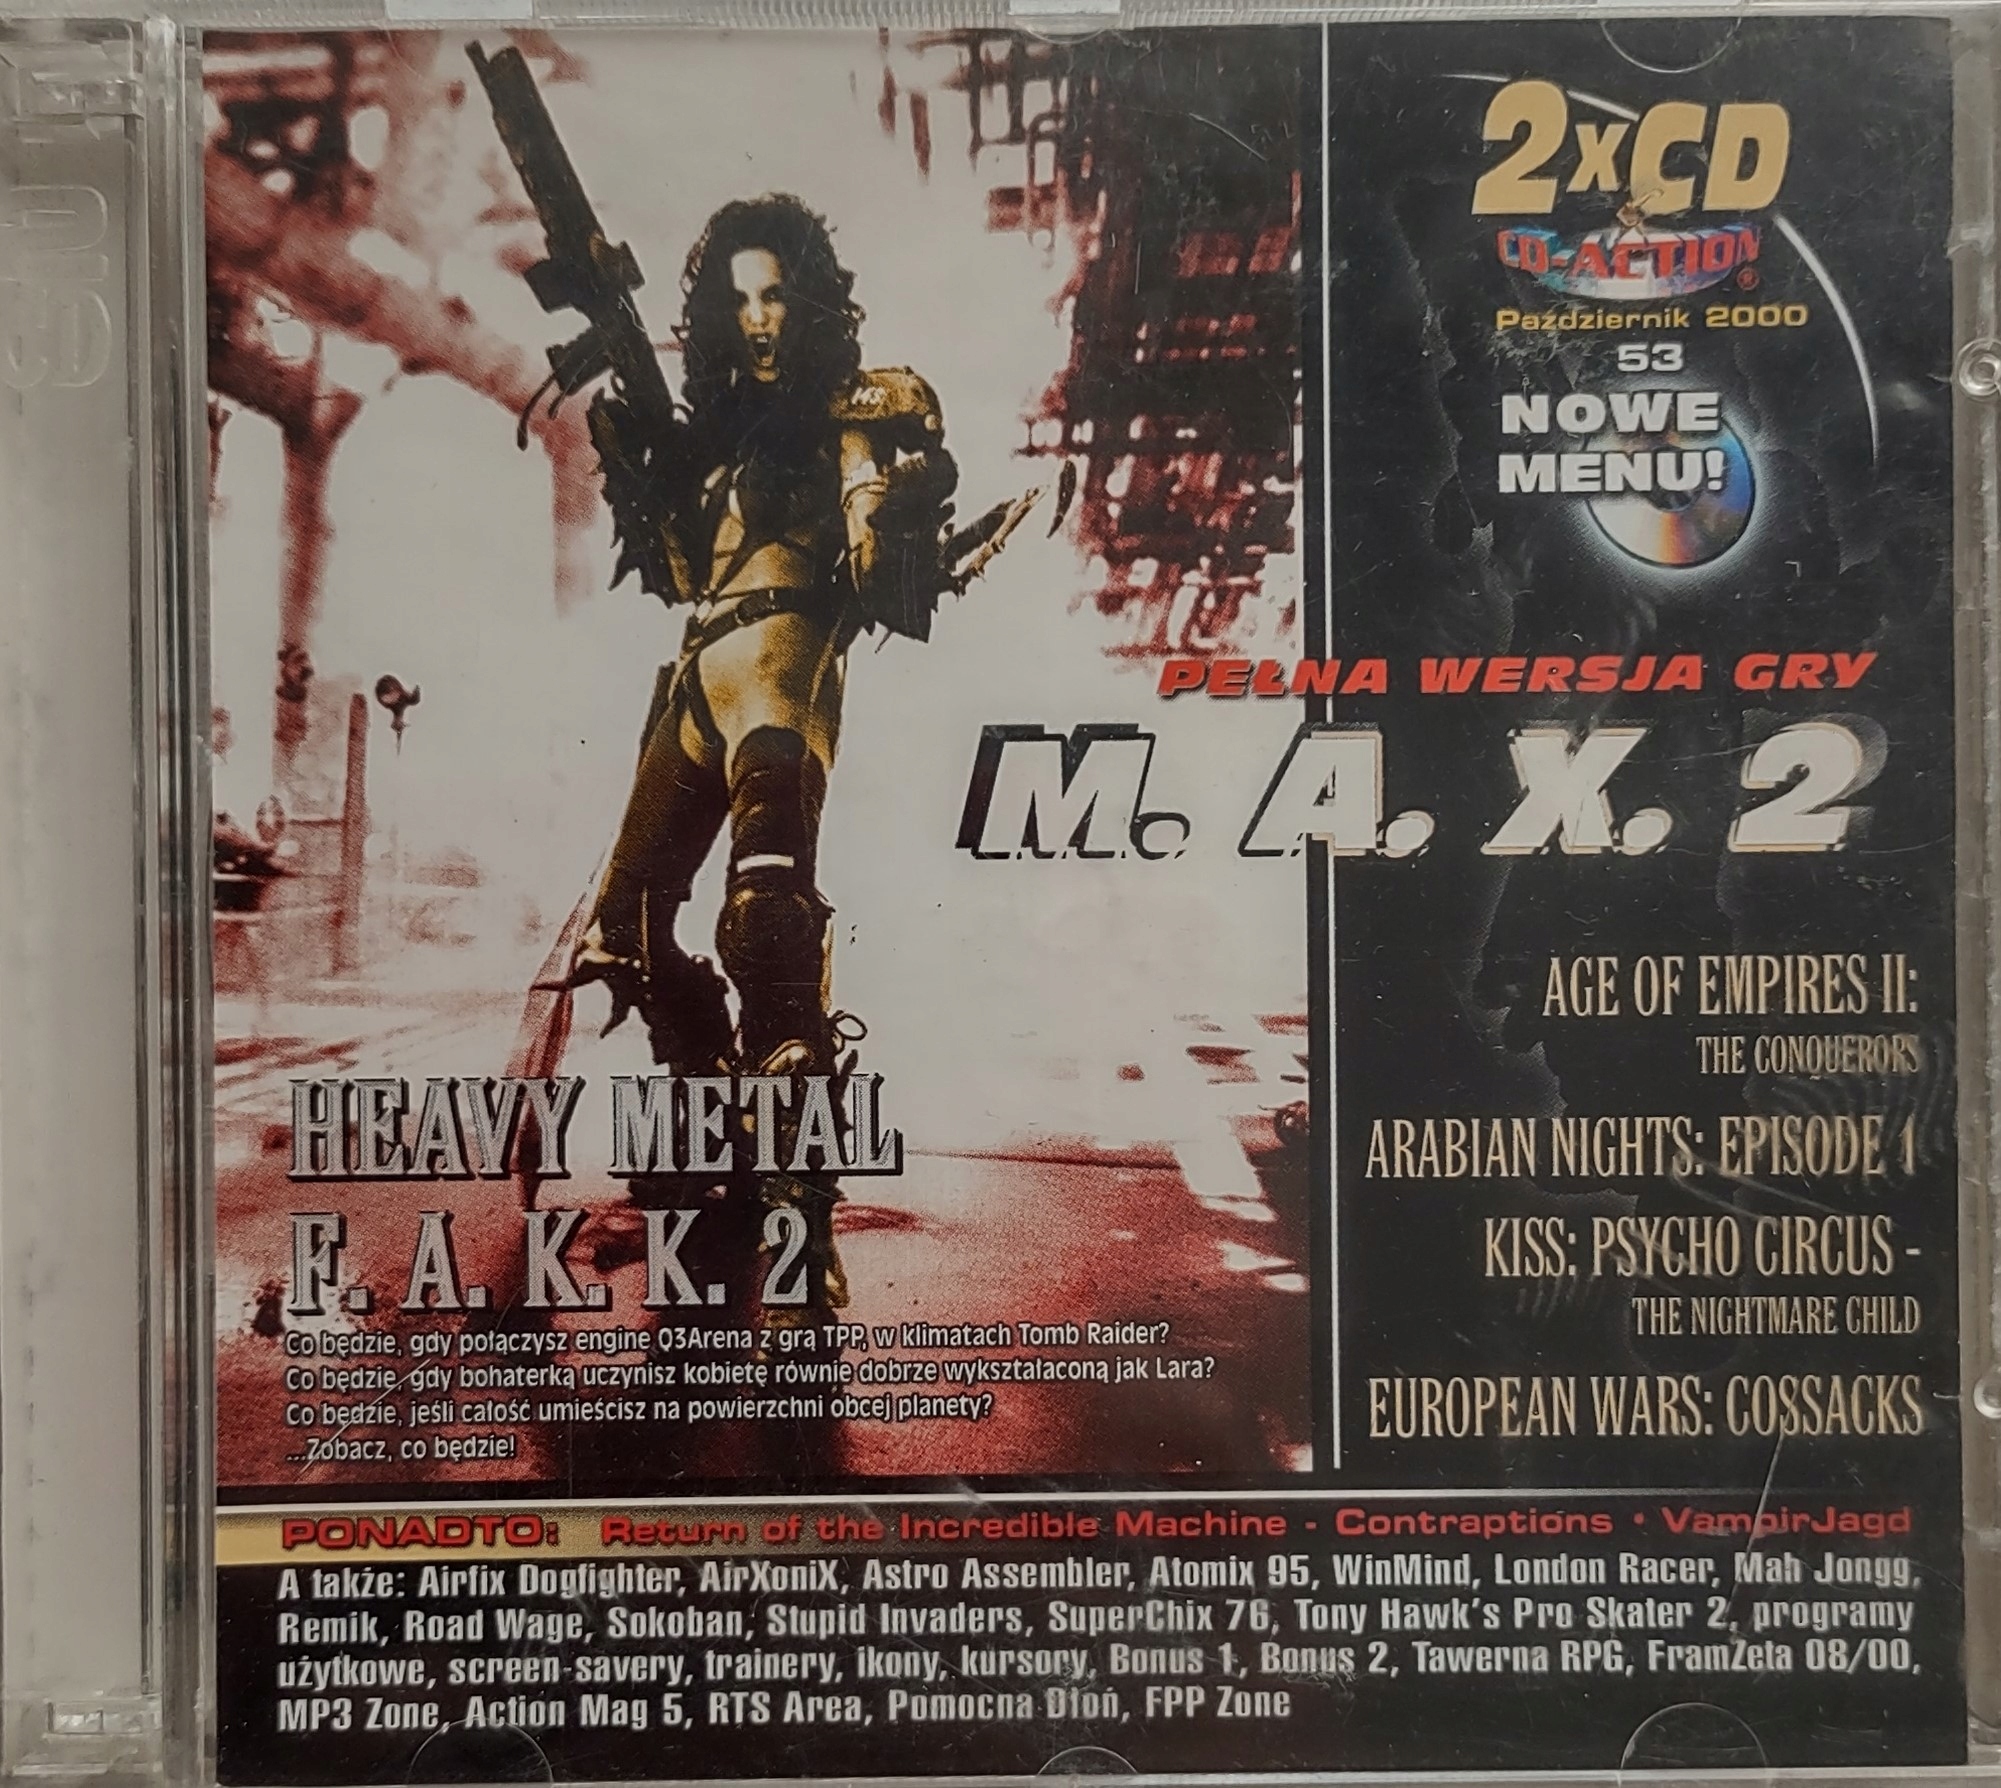 2xCD
CD-ACTION®
Październik 2000
53
NOWE
MENU!
PEŁNA WERSJA GRY
M. A. X. 2
AGE OF EMPIRES II:
THE CONQUERORS
ARABIAN NIGHTS: EPISODE 1
KISS: PSYCHO CIRCUS -
THE NIGHTMARE CHILD
EUROPEAN WARS: COSSACKS
HEAVY METAL
F. A. K. K. 2
Co będzie, gdy połączysz engine Q3Arena z grą TPP, w klimatach Tomb Raider?
Co będzie, gdy bohaterką uczynisz kobietę równie dobrze wykształaconą jak Lara?
Co będzie, jeśli całość umieścisz na powierzchni obcej planety?
...Zobacz, co będzie!
PONADTO: Return of the Incredible Machine - Contraptions • VampirJagd
A także: Airfix Dogfighter, AirXoniX, Astro Assembler, Atomix 95, WinMind, London Racer, Mah Jongg,
Remik, Road Wage, Sokoban, Stupid Invaders, SuperChix 76, Tony Hawk's Pro Skater 2, programy
użytkowe, screen-savery, trainery, ikony, kursory, Bonus 1, Bonus 2, Tawerna RPG, FramZeta 08/00,
MP3 Zone, Action Mag 5, RTS Area, Pomocna Dłoń, FPP Zone